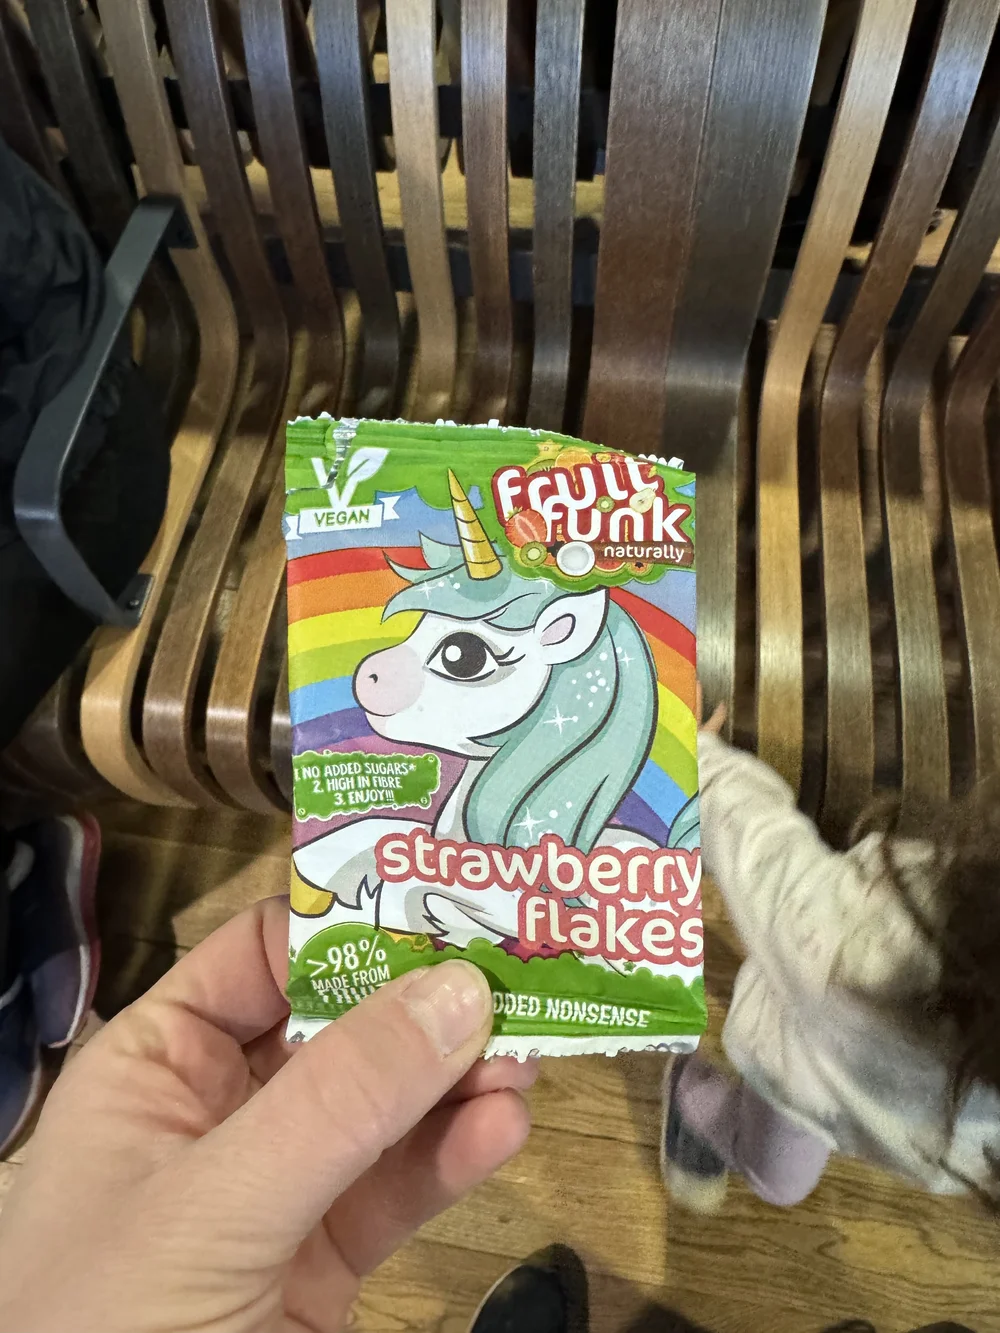 VEGAN
fruit
funk
naturally
1. NO ADDED SUGARS*
2. HIGH IN FIBRE
3. ENJOY!!!
strawberry
flakes
>98%
MADE FROM
NONSENSE